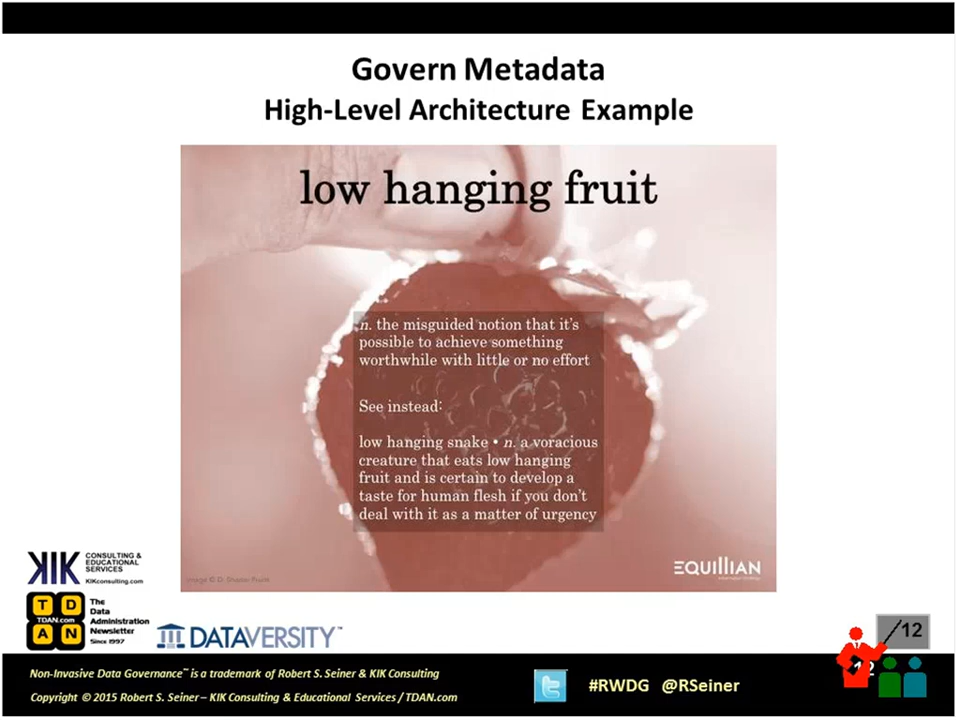 Govern Metadata
High-Level Architecture Example
low hanging fruit
n. the misguided notion that it's
possible to achieve something
worthwhile with little or no effort
See instead:
low hanging snake • n. a voracious
creature that eats low hanging
fruit and is certain to develop a
taste for human flesh if you don't
deal with it as a matter of urgency
EQUILLIAN
KIK
CONSULTING &
EDUCATIONAL
SERVICES
KIKconsulting.com
T D
TDAN.com
A N
The
Data
Administration
Newsletter
Since 1997
DATAVERSITY™
/12
12
Non-Invasive Data Governance™ is a trademark of Robert S. Seiner & KIK Consulting
Copyright © 2015 Robert S. Seiner – KIK Consulting & Educational Services / TDAN.com
#RWDG @RSeiner